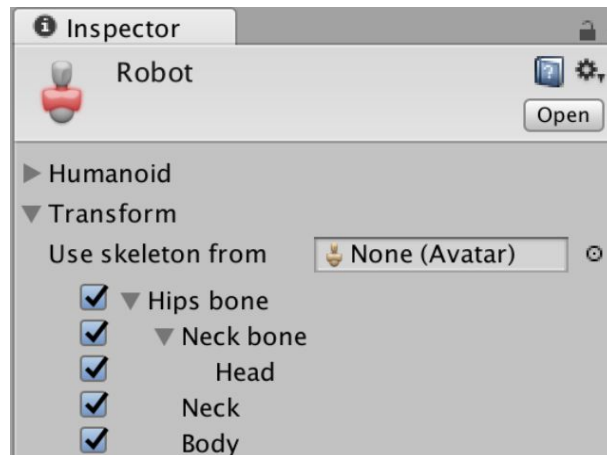 Inspector
Robot
Open
Humanoid
Transform
Use skeleton from None (Avatar)
Hips bone
Neck bone
Head
Neck
Body